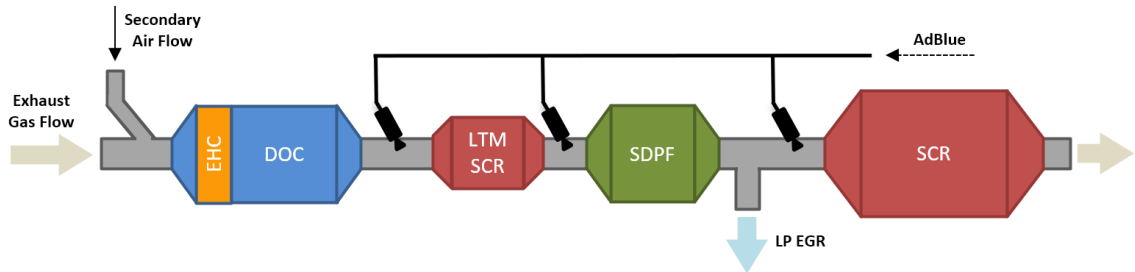 Secondary
Air Flow
AdBlue
Exhaust
Gas Flow
EHC
DOC
LTM
SCR
SDPF
SCR
LP EGR